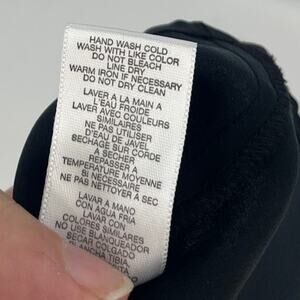 HAND WASH COLD
WASH WITH LIKE COLOR
DO NOT BLEACH
LINE DRY
WARM IRON IF NECESSARY
DO NOT DRY CLEAN
LAVER A LA MAIN A
L'EAU FROIDE
LAVER AVEC COULEURS
SIMILAIRES
NE PAS UTILISER
D'EAU DE JAVEL
SECHAGE SUR CORDE
A SECHER
REPASSER A
TEMPERATURE MOYENNE
SI NECESSAIRE
NE PAS NETTOYER A SEC
LAVAR A MANO
CON AGUA FRIA
LAVAR CON
COLORES SIMILARES
NO USE BLANQUEADOR
SECAR COLGADO
PLANCHA TIBIA